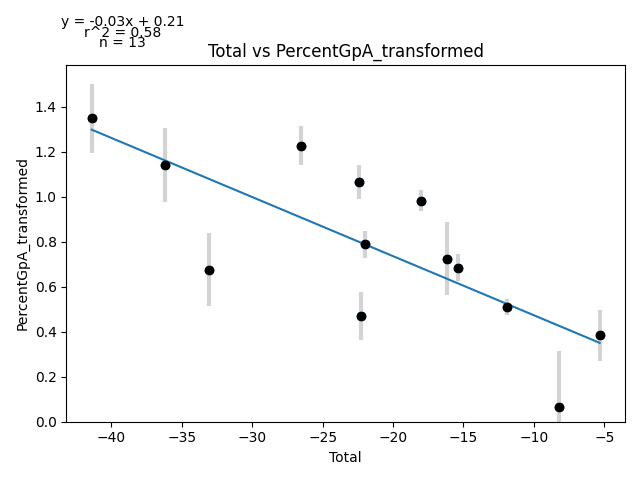 y = -0.03x + 0.21
r^2 = 0.58
n = 13
Total vs PercentGpA_transformed
PercentGpA_transformed
1.4
1.2
1.0
0.8
0.6
0.4
0.2
0.0
−40 −35 −30 −25 −20 −15 −10 −5
Total